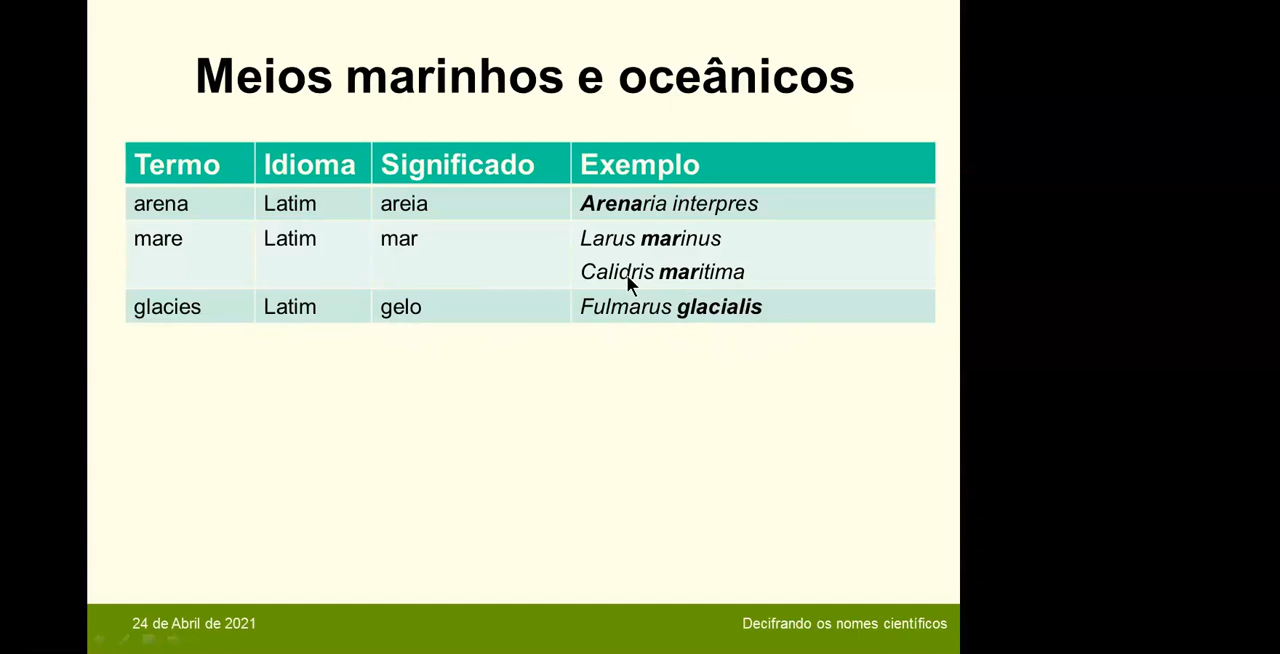 Meios marinhos e oceânicos
Termo Idioma Significado Exemplo
arena Latim areia Arenaria interpres
mare Latim mar Larus marinus
Calidris maritima
glacies Latim gelo Fulmarus glacialis
24 de Abril de 2021 Decifrando os nomes científicos